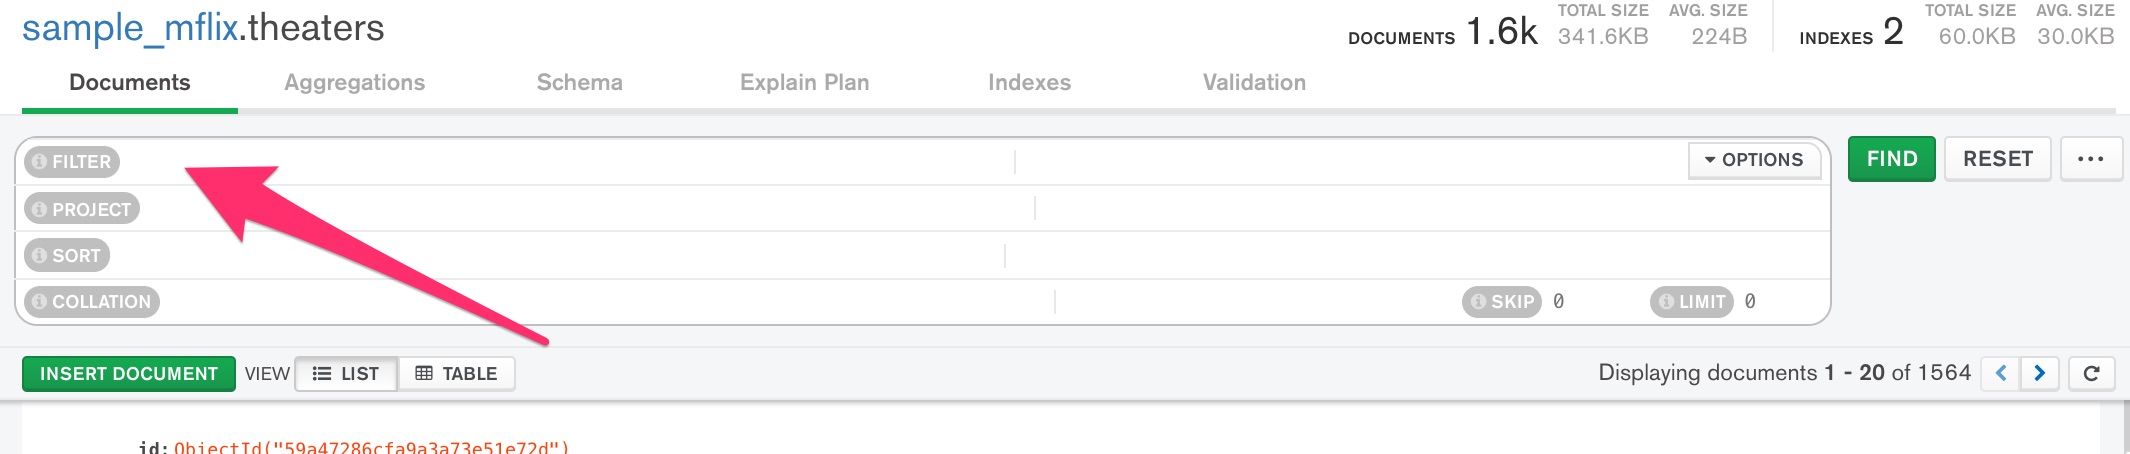 sample_mflix.theaters
DOCUMENTS 1.6k TOTAL SIZE 341.6KB AVG. SIZE 224B INDEXES 2 TOTAL SIZE 60.0KB AVG. SIZE 30.0KB
Documents Aggregations Schema Explain Plan Indexes Validation
FILTER OPTIONS FIND RESET ...
PROJECT
SORT
COLLATION SKIP 0 LIMIT 0
INSERT DOCUMENT VIEW LIST TABLE Displaying documents 1 - 20 of 1564
id: ObjectId("59a47286cfa9a3a73e51e72d")